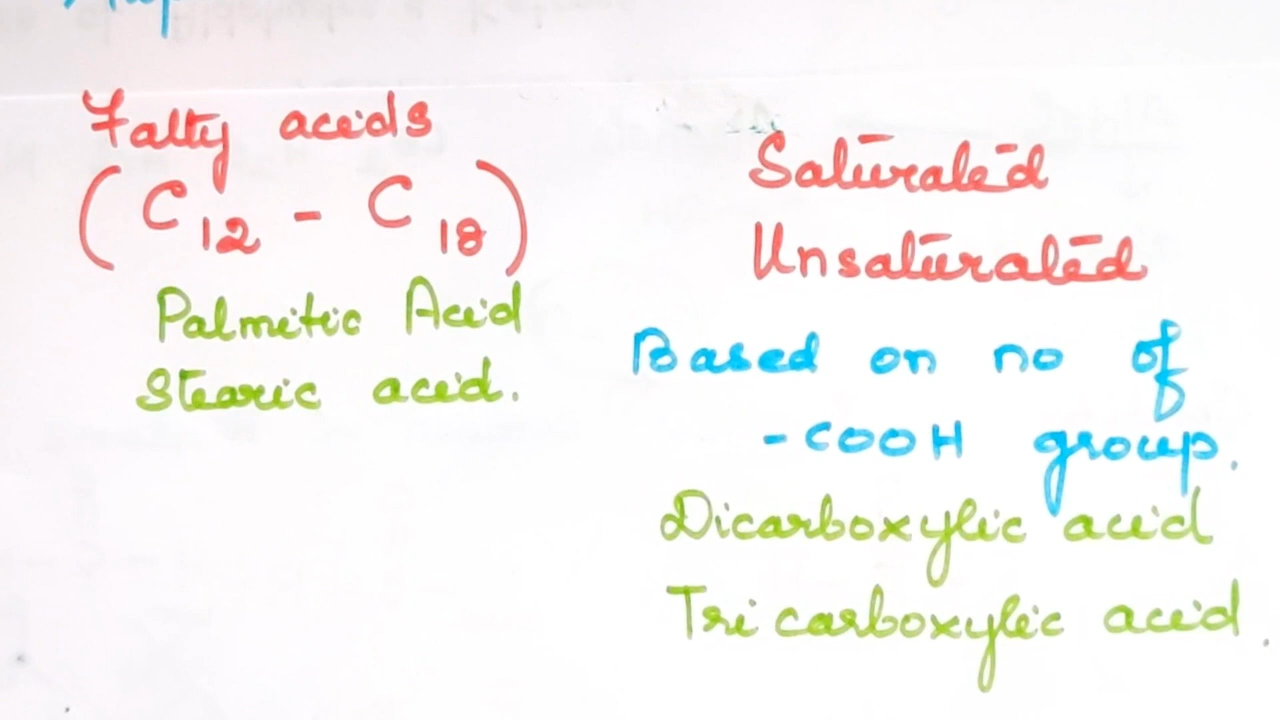 Fatty acids
(C12 - C18)
Palmitic Acid
Stearic acid.
Saturated
Unsaturated
Based on no of
-COOH group.
Dicarboxylic acid
Tricarboxylic acid.